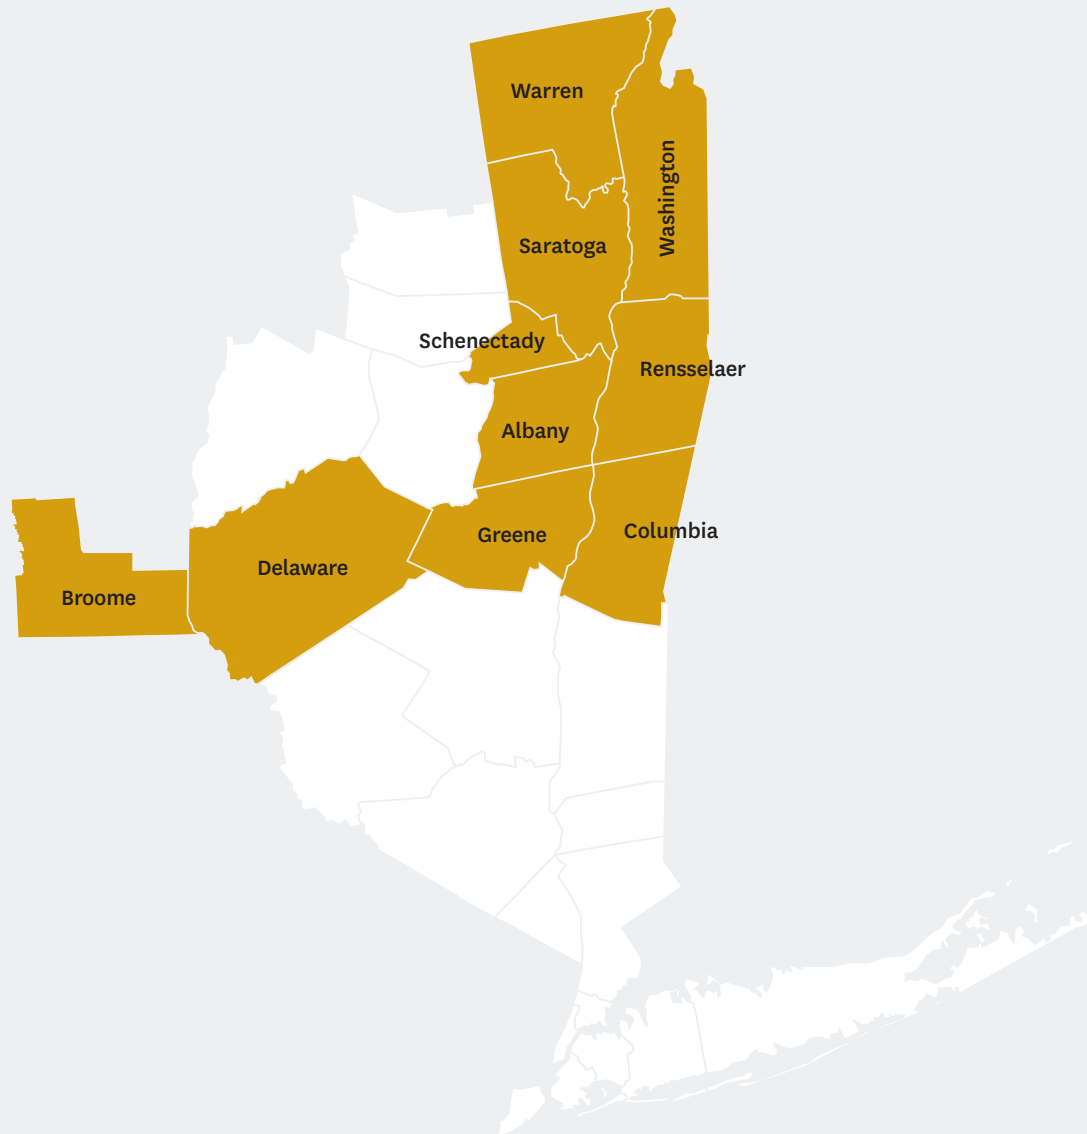 Warren
Washington
Saratoga
Schenectady
Rensselaer
Albany
Columbia
Greene
Delaware
Broome